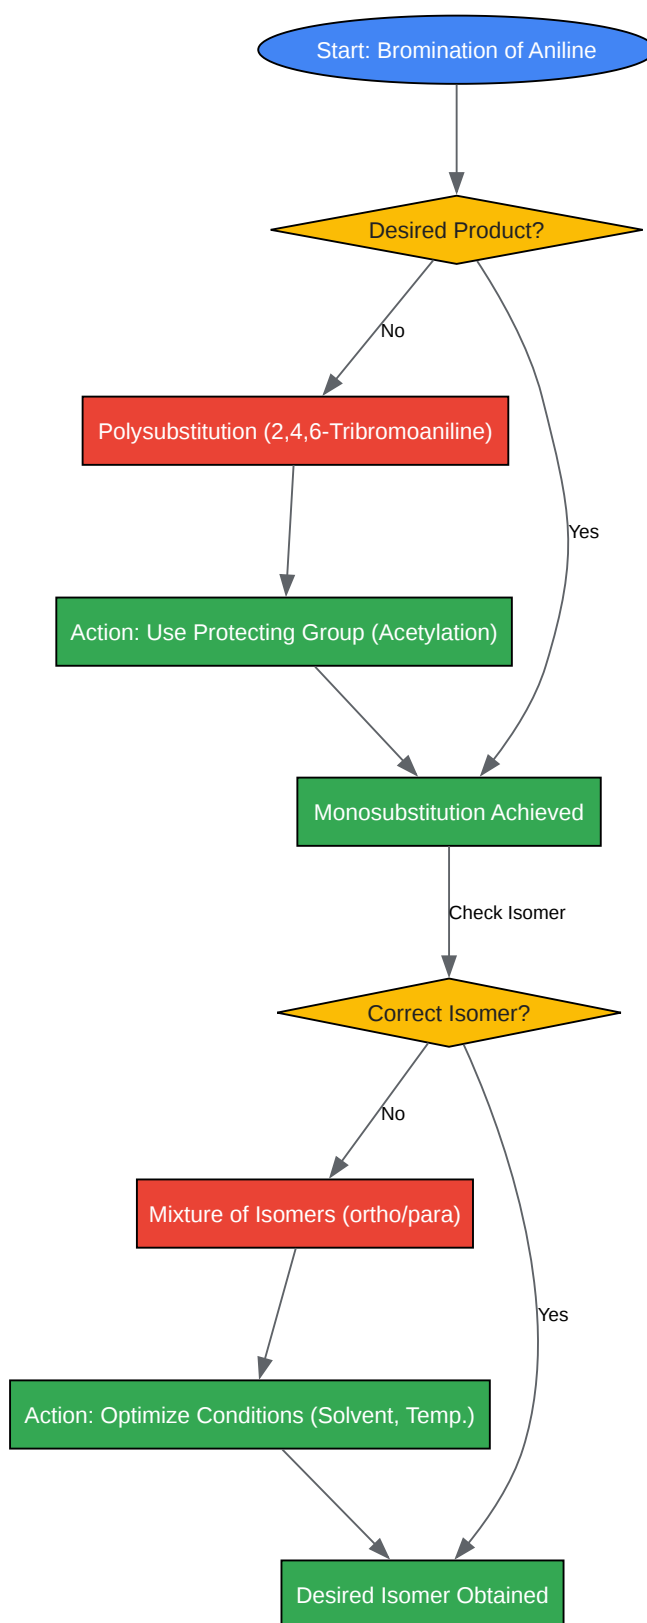 Start: Bromination of Aniline
Desired Product?
No
Polysubstitution (2,4,6-Tribromoaniline)
Yes
Action: Use Protecting Group (Acetylation)
Monosubstitution Achieved
Check Isomer
Correct Isomer?
No
Mixture of Isomers (ortho/para)
Yes
Action: Optimize Conditions (Solvent, Temp.)
Desired Isomer Obtained